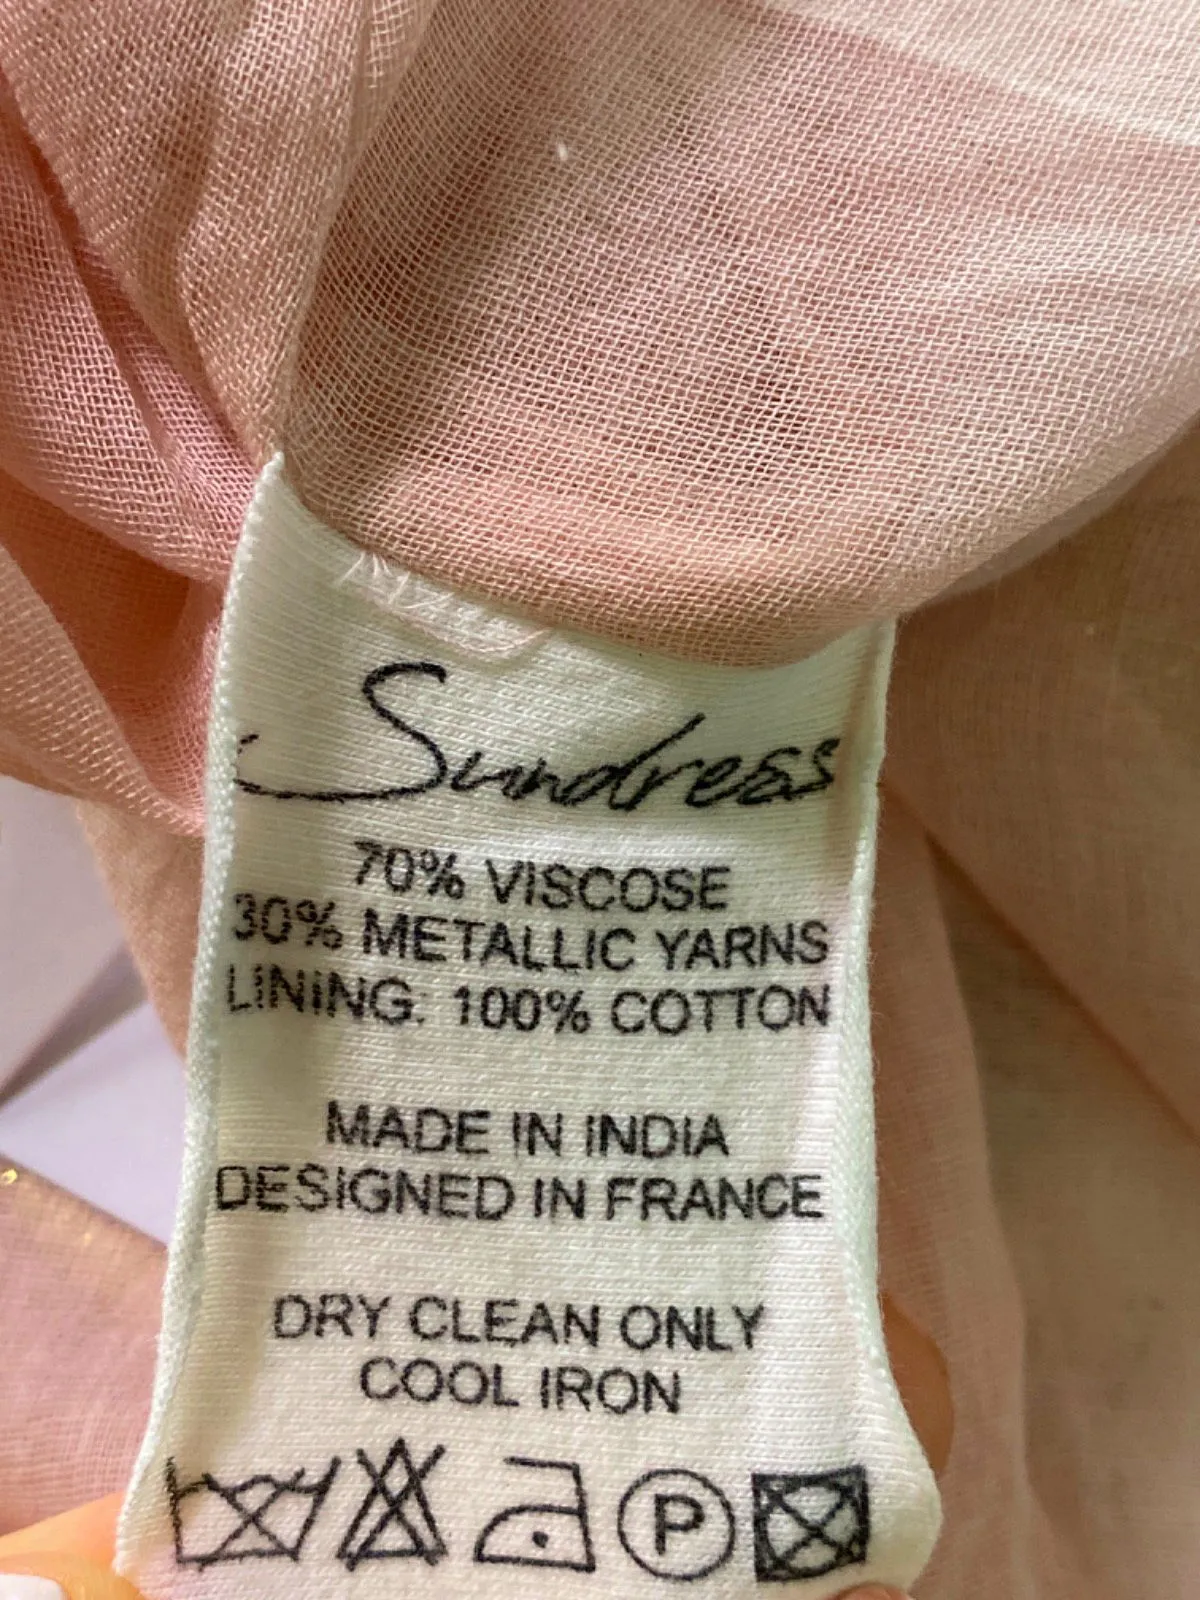 Sundress
70% VISCOSE
30% METALLIC YARNS
LINING: 100% COTTON
MADE IN INDIA
DESIGNED IN FRANCE
DRY CLEAN ONLY
COOL IRON
P